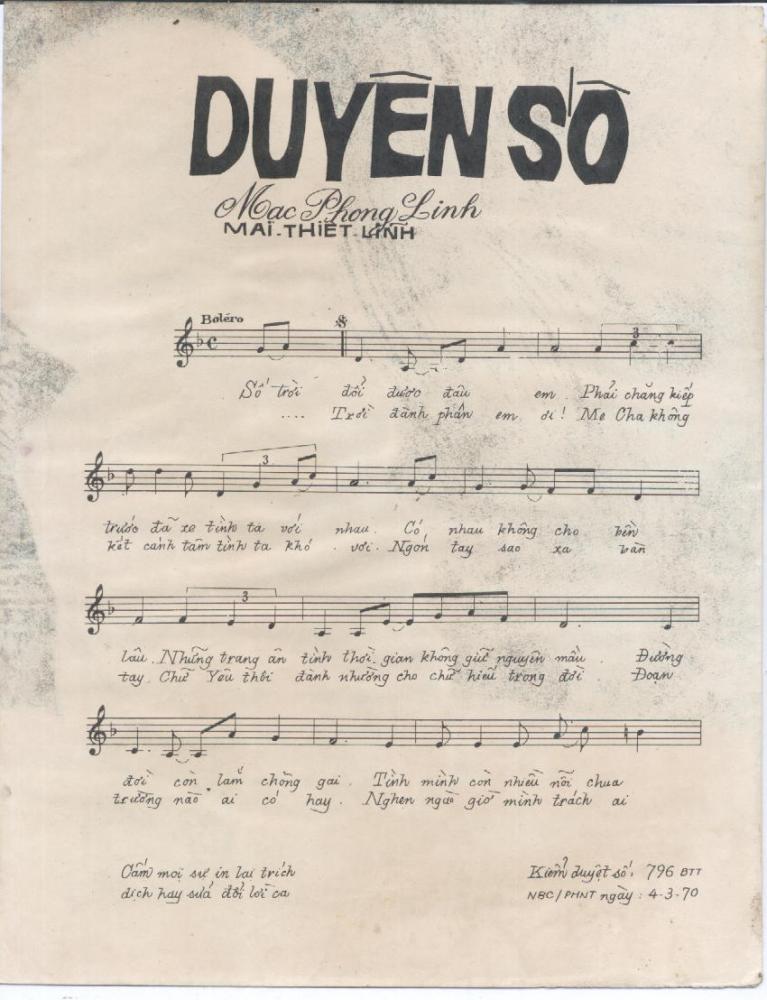 DUYÊN SỐ
Mạc Phong Linh
MAI-THIẾT-LĨNH
Boléro
3
Số trời đổi được đâu em. Phải chăng kiếp
.... Trời đành phận em ơi! Mẹ Cha không
3
trước đã xe tình ta với nhau. Có nhau không cho bền
kết cánh tâm tình ta khó với. Ngón tay sao xa bàn
3
lâu. Những trang ân tình thời gian không giữ nguyên mầu. Đường
tay. Chữ Yêu thôi đành nhường cho chữ hiếu trong đời. Đoạn
đời còn lắm chông gai. Tình mình còn nhiều nỗi chua
trường nào ai có hay. Nghẹn ngào giờ mình trách ai
Cấm mọi sự in lại trích
dịch hay sửa đổi lời ca
Kiểm duyệt số: 796 BTT
NBC/PHNT ngày: 4-3-70